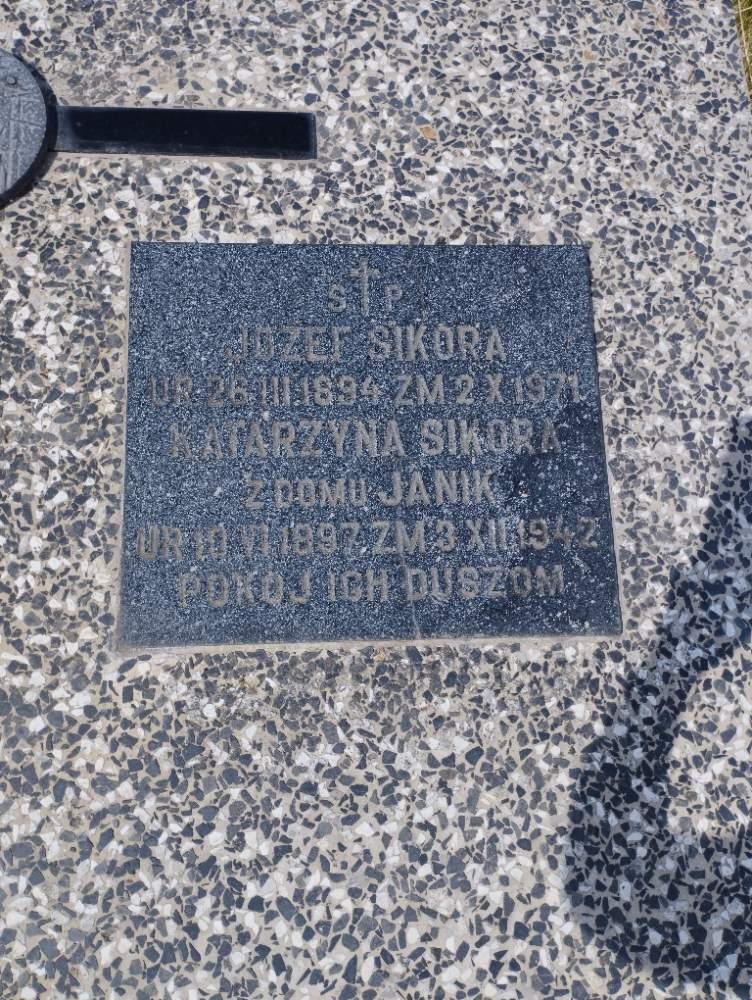 S † P
JÓZEF SIKORA
UR 26 III 1894 ZM 2 X 1971
KATARZYNA SIKORA
Z DOMU JANIK
UR 10 VI 1897 ZM 3 XII 1942
POKÓJ ICH DUSZOM